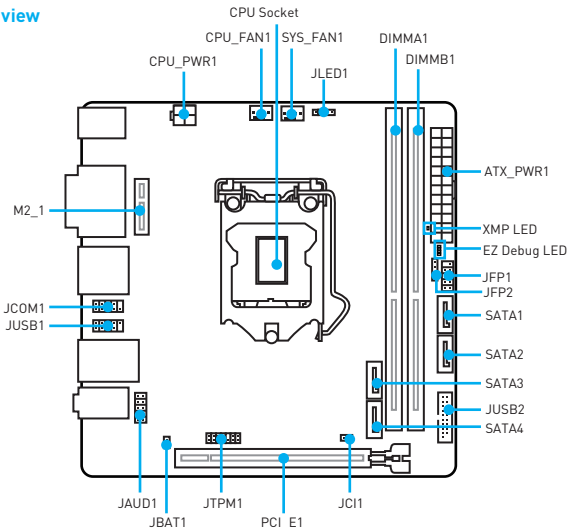 view
CPU Socket
CPU_FAN1 SYS_FAN1
DIMMA1
DIMMB1
CPU_PWR1
JLED1
ATX_PWR1
M2_1
XMP LED
EZ Debug LED
JFP1
JFP2
JCOM1
JUSB1
SATA1
SATA2
SATA3
JUSB2
SATA4
JAUD1
JTPM1
JCI1
JBAT1
PCI_E1